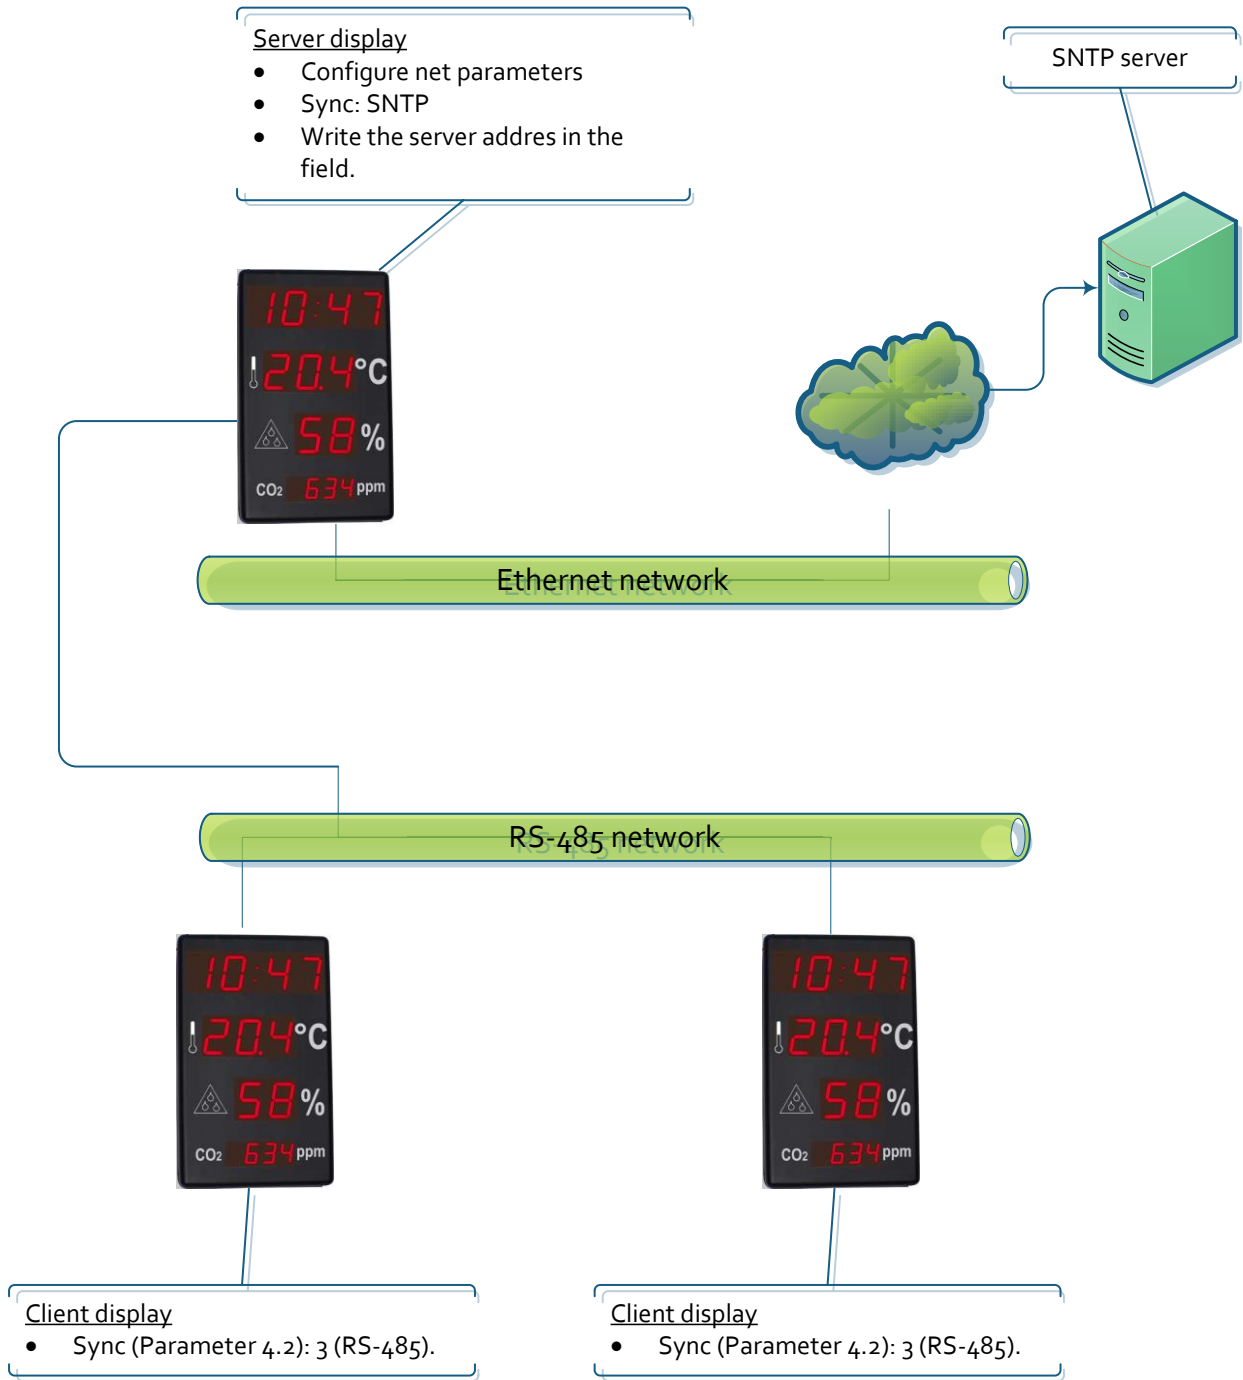 Server display
• Configure net parameters
• Sync: SNTP
• Write the server addres in the
field.
SNTP server
10:47
20.4°C
58%
CO2 634 ppm
Ethernet network
RS-485 network
10:47
20.4°C
58%
CO2 634 ppm
10:47
20.4°C
58%
CO2 634 ppm
Client display
• Sync (Parameter 4.2): 3 (RS-485).
Client display
• Sync (Parameter 4.2): 3 (RS-485).